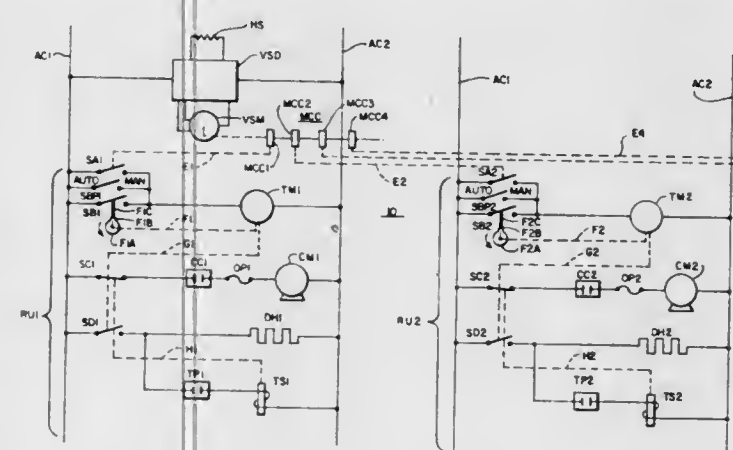 HS
AC1
VSD
AC2
MCC2
MCC
MCC3
MCC4
VSM
MCC1
E1
E2
E4
AC1
AC2
SA1
AUTO
MAN
SBP1
SB1
F1C
F1B
F1A
F1
G1
TM1
10
SC1
CC1
OP1
CM1
RU1
SD1
DH1
H1
TP1
TS1
SA2
AUTO
MAN
SBP2
SB2
F2C
F2B
F2A
F2
G2
TM2
SC2
CC2
OP2
CM2
RU2
SD2
DH2
H2
TP2
TS2